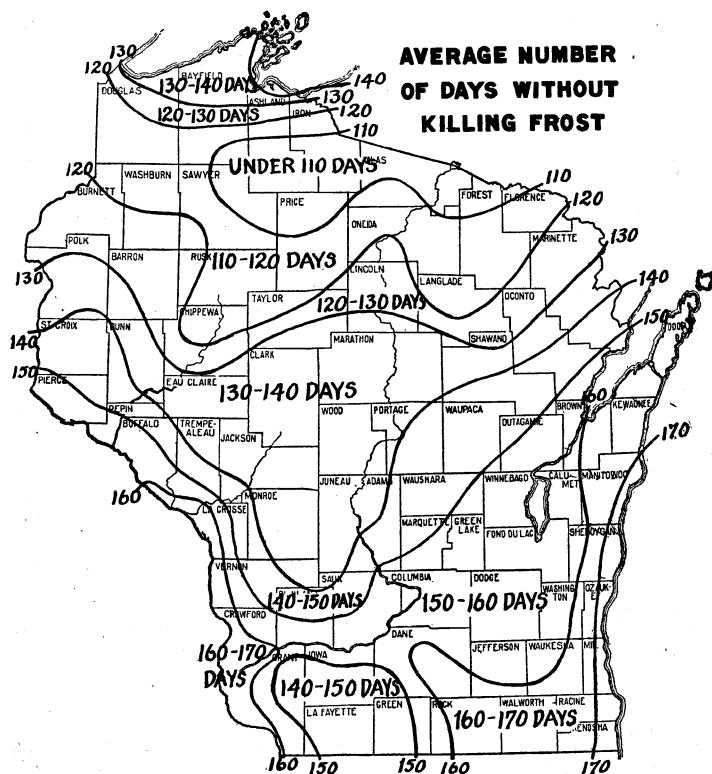 AVERAGE NUMBER
OF DAYS WITHOUT
KILLING FROST
130
120
140
BAYFIELD
130-140 DAYS
DOUGLAS
ASHLAND
130
120-130 DAYS
IRON
120
110
UNDER 110 DAYS
120
WASHBURN
SAWYER
BURNETT
PRICE
FOREST
FLORENCE
110
120
ONEIDA
MARINETTE
130
POLK
BARRON
RUSK
110-120 DAYS
130
LINCOLN
LANGLADE
140
TAYLOR
120-130 DAYS
OCONTO
CHIPPEWA
150
ST. CROIX
DUNN
DOOR
140
MARATHON
SHAWANO
CLARK
150
PIERCE
EAU CLAIRE
130-140 DAYS
PEPIN
WOOD
PORTAGE
WAUPACA
BROWN
160
KEWAUNEE
BUFFALO
TREMPE-
ALEAU
JACKSON
OUTAGAMIE
170
160
JUNEAU
ADAMS
WAUSHARA
WINNEBAGO
CALU-
MET
MANITOWOC
MONROE
LA CROSSE
MARQUETTE
GREEN
LAKE
FOND DU LAC
SHEBOYGAN
VERNON
SAUK
COLUMBIA
DODGE
WASHING-
TON
OZAUK-
E
140-150 DAYS
150-160 DAYS
CRAWFORD
DANE
160-170
DAYS
GRANT
IOWA
JEFFERSON
WAUKESHA
MIL.
140-150 DAYS
LA FAYETTE
GREEN
ROCK
WALWORTH
RACINE
160-170 DAYS
KENOSHA
160
150
150
160
170